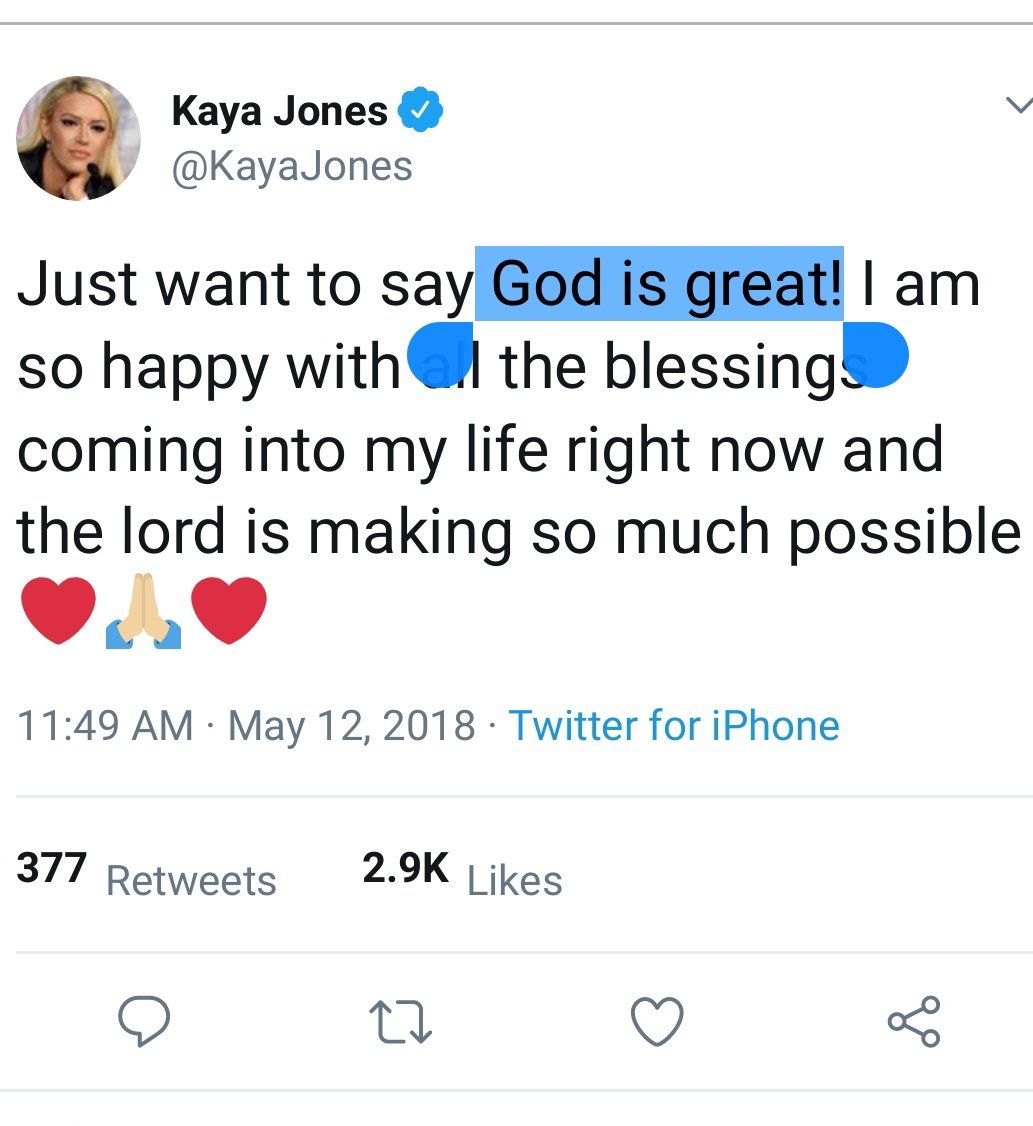 Kaya Jones
@KayaJones
Just want to say God is great! I am
so happy with all the blessings
coming into my life right now and
the lord is making so much possible
❤️🙏🏼❤️
11:49 AM · May 12, 2018 · Twitter for iPhone
377 Retweets 2.9K Likes